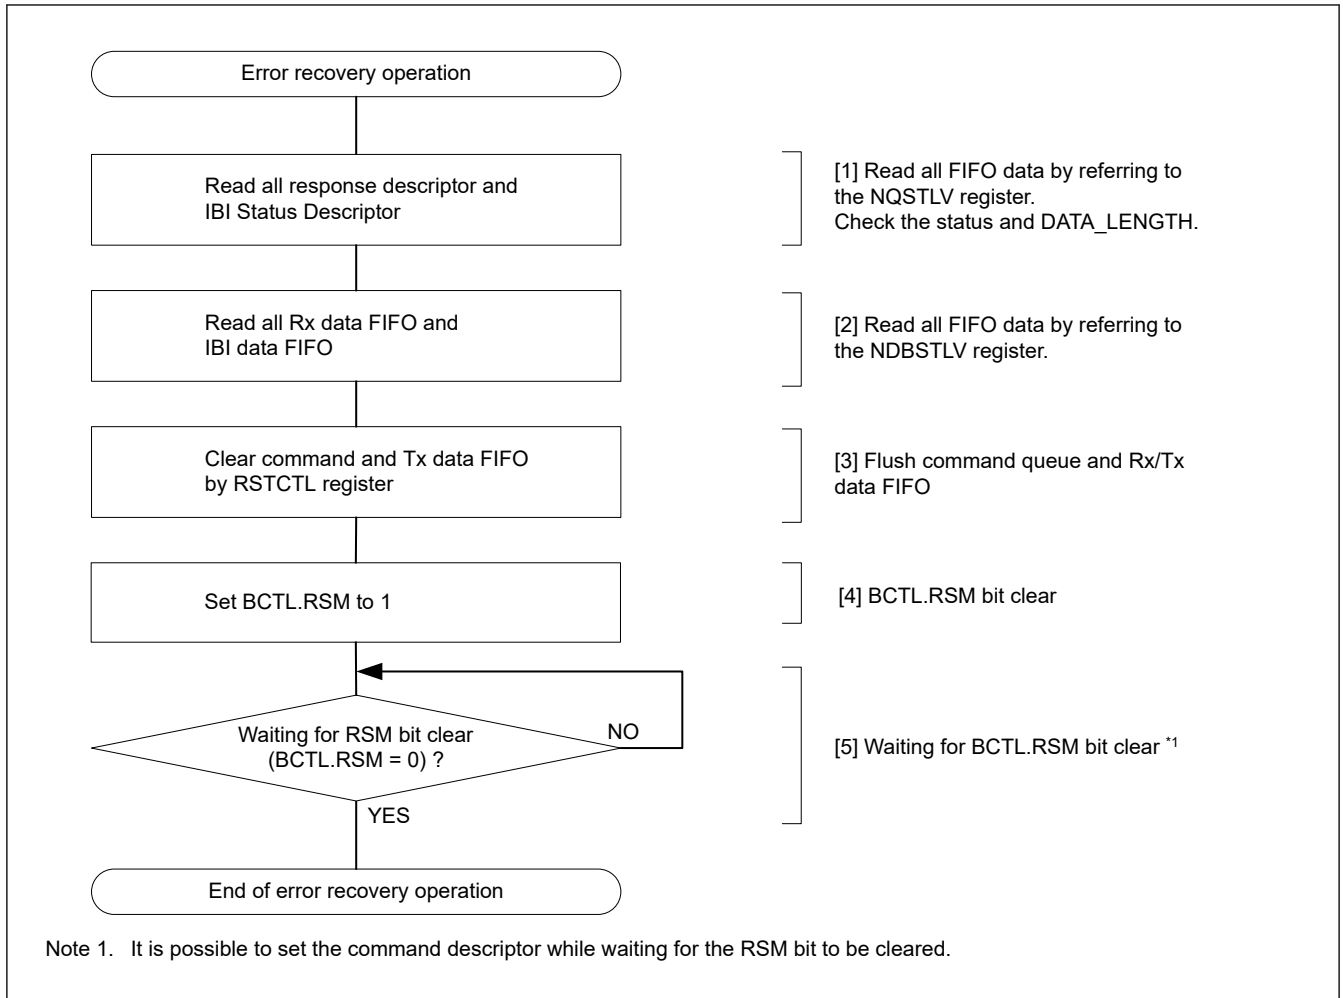 Error recovery operation
Read all response descriptor and
IBI Status Descriptor
[1] Read all FIFO data by referring to
the NQSTLV register.
Check the status and DATA_LENGTH.
Read all Rx data FIFO and
IBI data FIFO
[2] Read all FIFO data by referring to
the NDBSTLV register.
Clear command and Tx data FIFO
by RSTCTL register
[3] Flush command queue and Rx/Tx
data FIFO
Set BCTL.RSM to 1
[4] BCTL.RSM bit clear
Waiting for RSM bit clear
(BCTL.RSM = 0) ?
NO
[5] Waiting for BCTL.RSM bit clear *1
YES
End of error recovery operation
Note 1. It is possible to set the command descriptor while waiting for the RSM bit to be cleared.